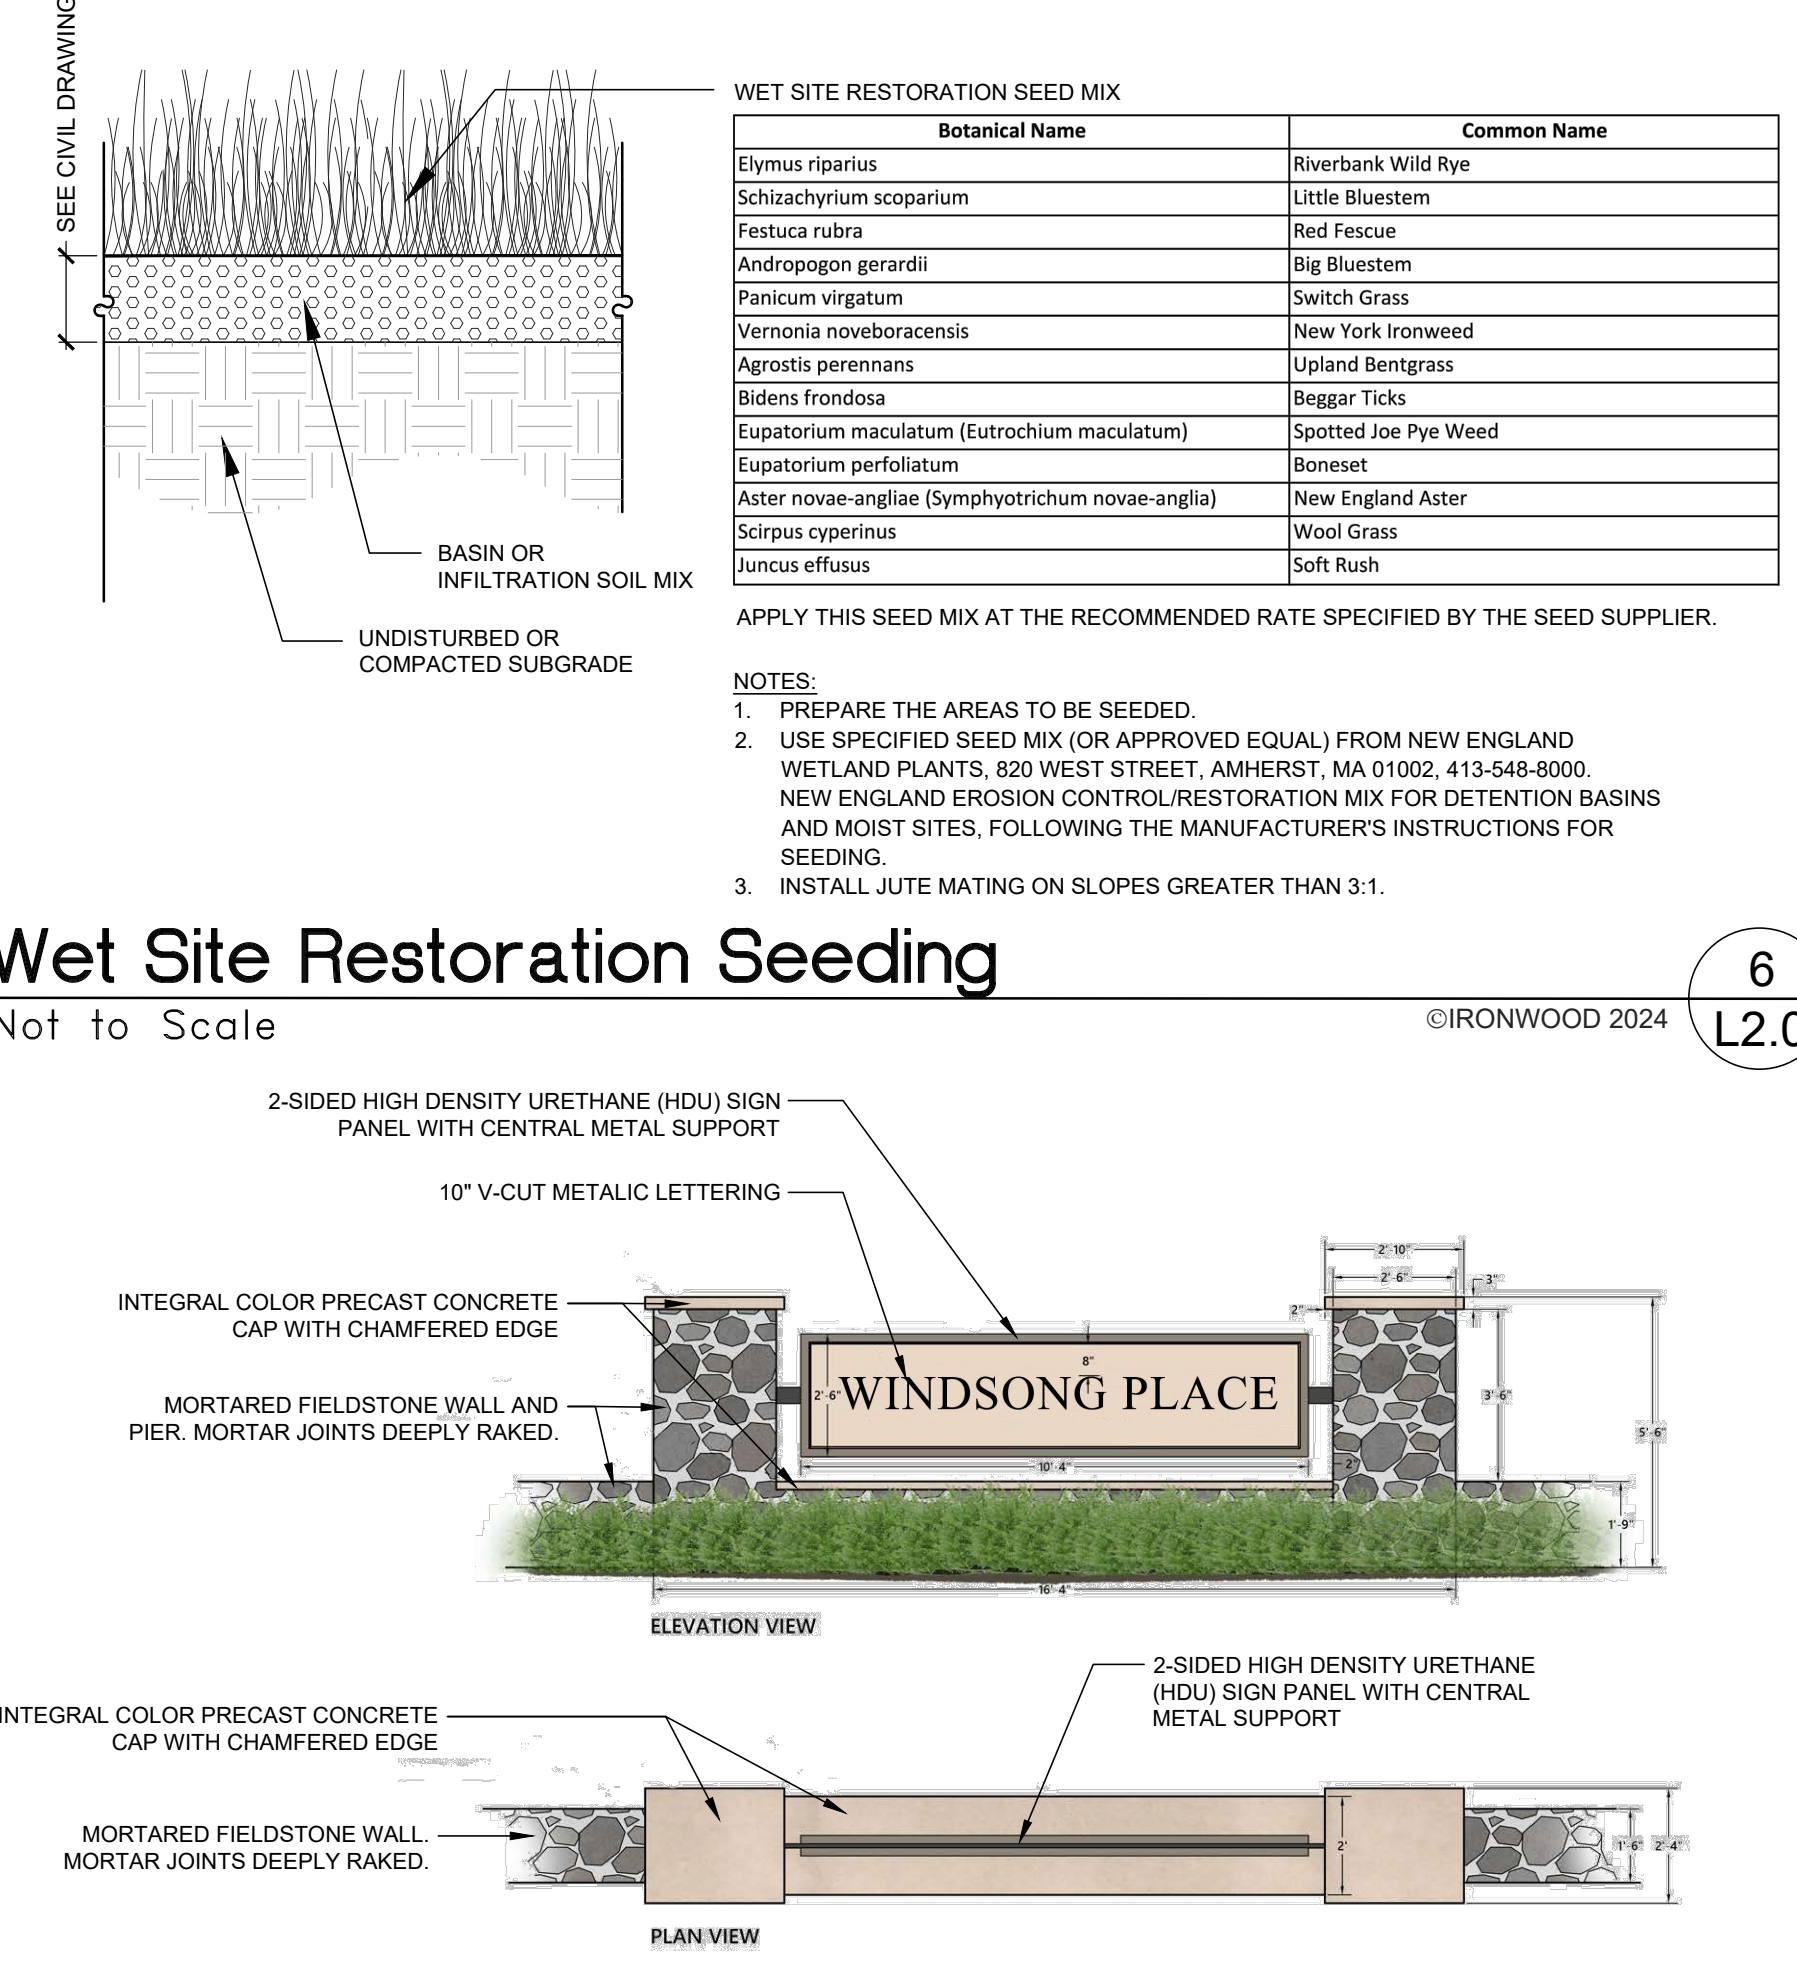 SEE CIVIL DRAWING
WET SITE RESTORATION SEED MIX
Botanical Name Common Name
Elymus riparius Riverbank Wild Rye
Schizachyrium scoparium Little Bluestem
Festuca rubra Red Fescue
Andropogon gerardii Big Bluestem
Panicum virgatum Switch Grass
Vernonia noveboracensis New York Ironweed
Agrostis perennans Upland Bentgrass
Bidens frondosa Beggar Ticks
Eupatorium maculatum (Eutrochium maculatum) Spotted Joe Pye Weed
Eupatorium perfoliatum Boneset
Aster novae-angliae (Symphyotrichum novae-anglia) New England Aster
Scirpus cyperinus Wool Grass
Juncus effusus Soft Rush
BASIN OR
INFILTRATION SOIL MIX
UNDISTURBED OR
COMPACTED SUBGRADE
APPLY THIS SEED MIX AT THE RECOMMENDED RATE SPECIFIED BY THE SEED SUPPLIER.
NOTES:
1. PREPARE THE AREAS TO BE SEEDED.
2. USE SPECIFIED SEED MIX (OR APPROVED EQUAL) FROM NEW ENGLAND
WETLAND PLANTS, 820 WEST STREET, AMHERST, MA 01002, 413-548-8000.
NEW ENGLAND EROSION CONTROL/RESTORATION MIX FOR DETENTION BASINS
AND MOIST SITES, FOLLOWING THE MANUFACTURER'S INSTRUCTIONS FOR
SEEDING.
3. INSTALL JUTE MATING ON SLOPES GREATER THAN 3:1.
Wet Site Restoration Seeding
Not to Scale
©IRONWOOD 2024
6
L2.0
2-SIDED HIGH DENSITY URETHANE (HDU) SIGN
PANEL WITH CENTRAL METAL SUPPORT
10" V-CUT METALIC LETTERING
INTEGRAL COLOR PRECAST CONCRETE
CAP WITH CHAMFERED EDGE
MORTARED FIELDSTONE WALL AND
PIER. MORTAR JOINTS DEEPLY RAKED.
2'-10"
2'-6"
3"
2"
8"
2'-6"
WINDSONG PLACE
3'-6"
5'-6"
10'-4"
2"
1'-9"
16'-4"
ELEVATION VIEW
2-SIDED HIGH DENSITY URETHANE
(HDU) SIGN PANEL WITH CENTRAL
METAL SUPPORT
INTEGRAL COLOR PRECAST CONCRETE
CAP WITH CHAMFERED EDGE
MORTARED FIELDSTONE WALL.
MORTAR JOINTS DEEPLY RAKED.
2'
1'-6"
2'-4"
PLAN VIEW